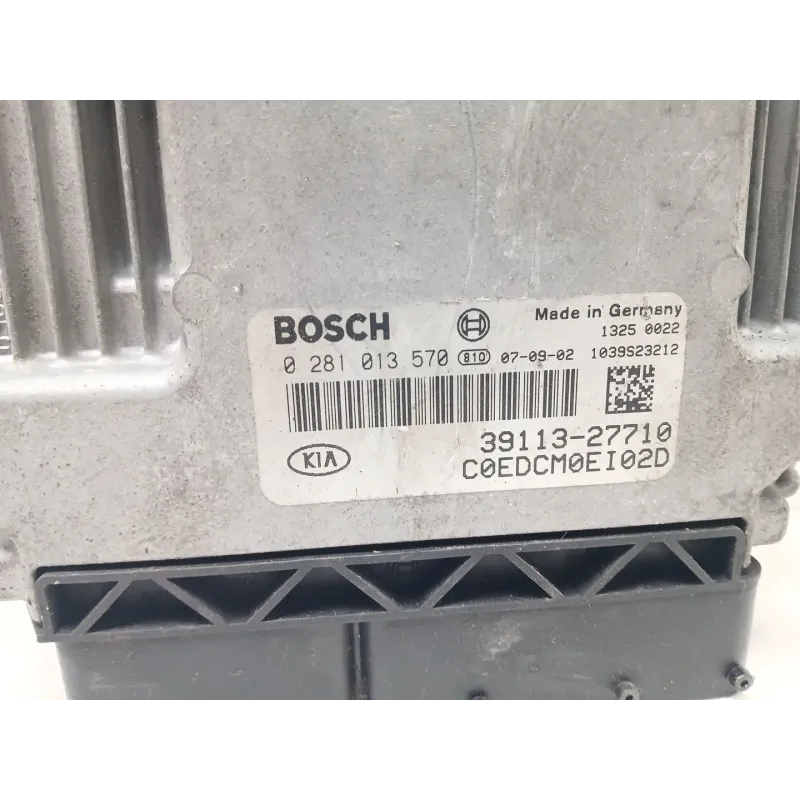 BOSCH
Made in Germany
1325 0022
0 281 013 570 810 07-09-02 1039S23212
39113-27710
KIA
C0EDCM0EI02D